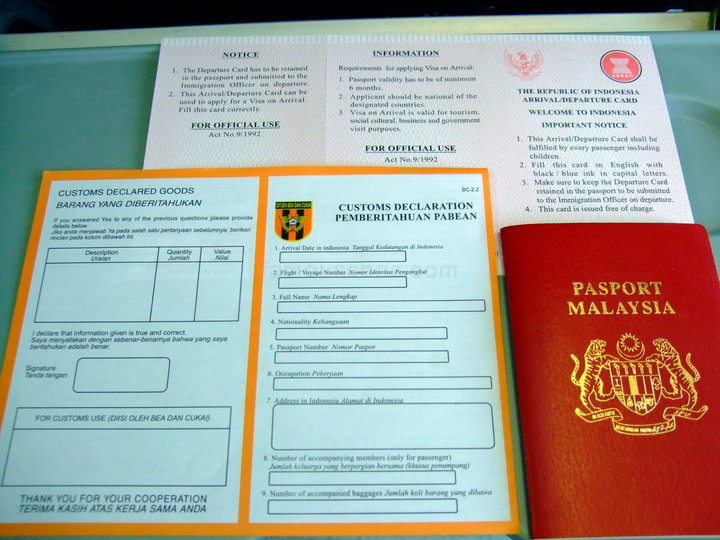 NOTICE
1. The Departure Card has to be retained
in the passport and submitted to the
Immigration Officer on departure.
2. This Arrival/Departure Card can be
used to apply for a Visa on Arrival.
Fill this card correctly.
FOR OFFICIAL USE
Act No.9/1992
INFORMATION
Requirements for applying Visa on Arrival:
1. Passport validity has to be of minimum
6 months.
2. Applicant should be national of the
designated countries.
3. Visa on Arrival is valid for tourism,
social cultural, business and government
visit purposes.
FOR OFFICIAL USE
Act No.9/1992
THE REPUBLIC OF INDONESIA
ARRIVAL/DEPARTURE CARD
WELCOME TO INDONESIA
IMPORTANT NOTICE
1. This Arrival/Departure Card shall be
fulfilled by every passenger including
children.
2. Fill this card in English with
black / blue ink in capital letters.
3. Make sure to keep the Departure Card
retained in the passport to be submitted
to the Immigration Officer on departure.
4. This card is issued free of charge.
CUSTOMS DECLARED GOODS
BARANG YANG DIBERITAHUKAN
If you answered Yes to any of the previous questions please provide
details below
Jika anda menjawab Ya pada salah satu pertanyaan sebelumnya, berikan
rincian pada kolom dibawah ini.
Description Quantity Value
Uraian Jumlah Nilai
I declare that information given is true and correct.
Saya menyatakan dengan sebenar-benarnya bahwa yang saya
beritahukan adalah benar.
Signature
Tanda tangan
FOR CUSTOMS USE (DIISI OLEH BEA DAN CUKAI)
THANK YOU FOR YOUR COOPERATION
TERIMA KASIH ATAS KERJA SAMA ANDA
BC 2.2
DITJEN BEA DAN CUKAI
CUSTOMS DECLARATION
PEMBERITAHUAN PABEAN
1. Arrival Date in indonesia Tanggal Kedatangan di Indonesia
2. Flight / Voyage Number Nomor Identitas Pengangkut
3. Full Name Nama Lengkap
4. Nationality Kebangsaan
5. Passport Number Nomor Paspor
6. Occupation Pekerjaan
7. Address in Indonesia Alamat di Indonesia
8. Number of accompanying members (only for passenger)
Jumlah keluarga yang berpergian bersama (khusus penumpang)
9. Number of accompanied baggages Jumlah koli barang yang dibawa
PASPORT
MALAYSIA